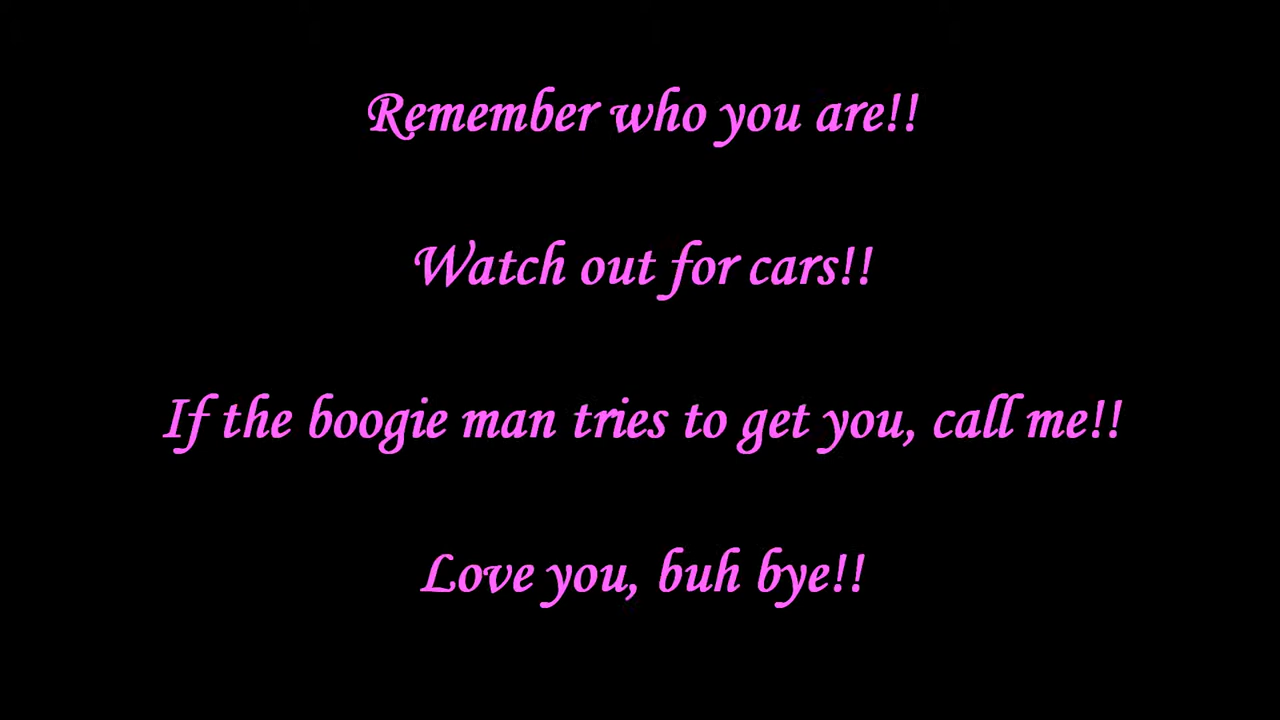 Remember who you are!!
Watch out for cars!!
If the boogie man tries to get you, call me!!
Love you, buh bye!!